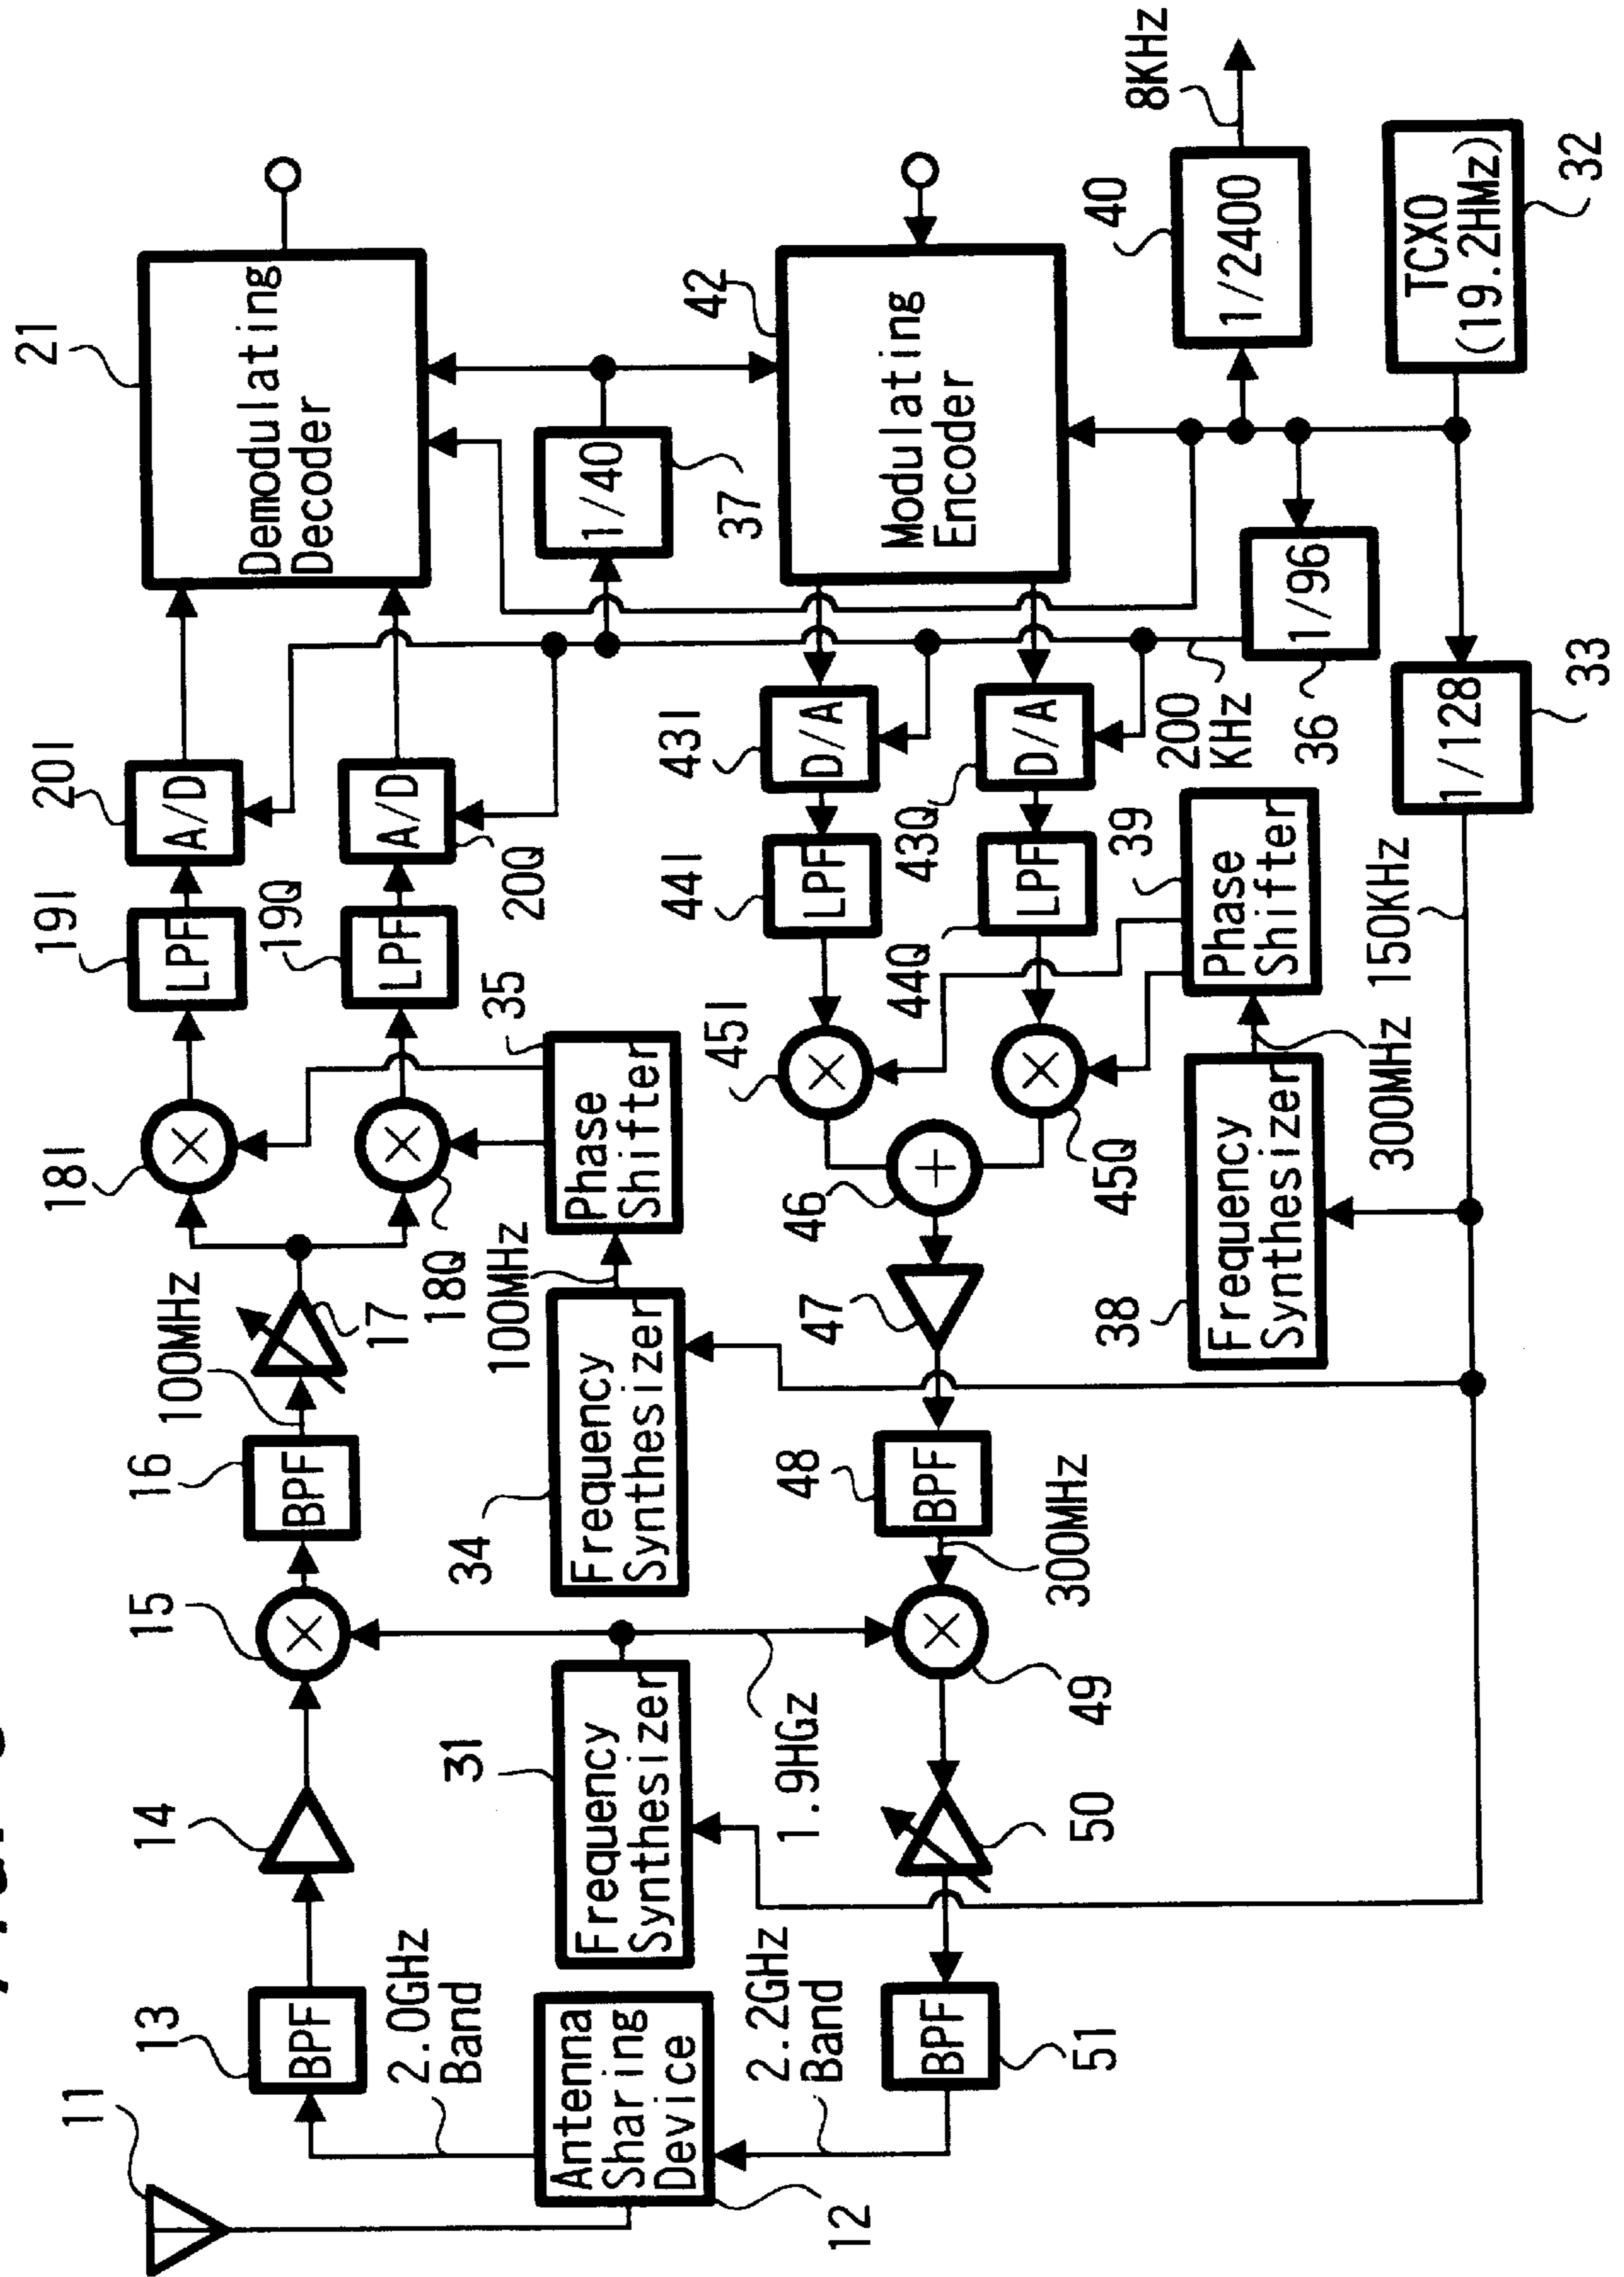 11
12
Antenna
Sharing
Device
2.0GHz
Band
2.2GHz
Band
13
BPF
14
15
16
BPF
100MHz
17
18I
18Q
19I
LPF
19Q
LPF
20I
A/D
20Q
A/D
21
Demodulating
Decoder
31
Frequency
Synthesizer
1.9HGz
34
Frequency
Synthesizer
100MHz
35
Phase
Shifter
1/40
37
42
Modulating
Encoder
43I
D/A
43Q
D/A
44I
LPF
44Q
LPF
45I
45Q
46
47
48
BPF
300MHz
49
50
51
BPF
38
Frequency
Synthesizer
300MHz
39
Phase
Shifter
200
KHz
36
1/96
150KHz
1/128
33
40
1/2400
8KHz
TCXO
(19.2HMz)
32